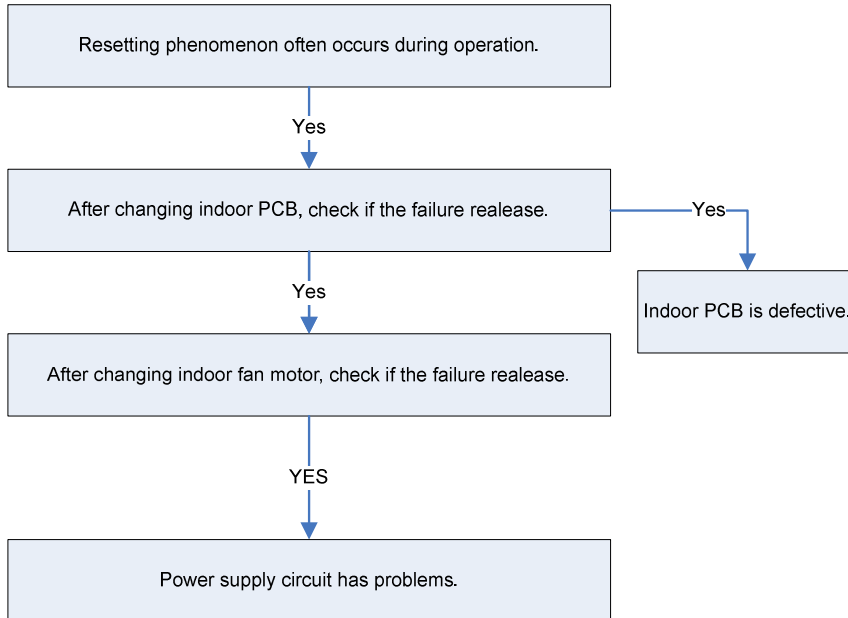 Resetting phenomenon often occurs during operation.
Yes
After changing indoor PCB, check if the failure realease.
Yes
Indoor PCB is defective.
Yes
After changing indoor fan motor, check if the failure realease.
YES
Power supply circuit has problems.